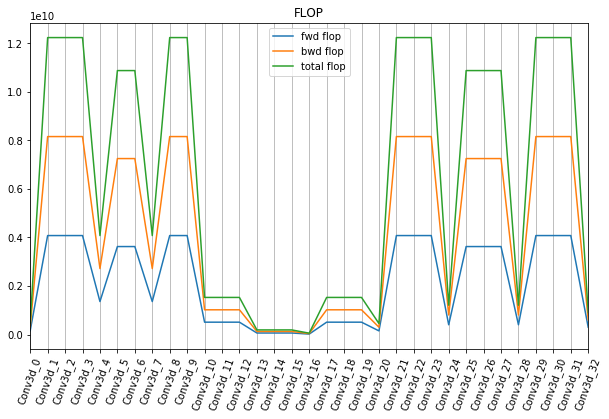 FLOP
1e10
fwd flop
bwd flop
total flop
1.2
1.0
0.8
0.6
0.4
0.2
0.0
Conv3d_0
Conv3d_1
Conv3d_2
Conv3d_3
Conv3d_4
Conv3d_5
Conv3d_6
Conv3d_7
Conv3d_8
Conv3d_9
Conv3d_10
Conv3d_11
Conv3d_12
Conv3d_13
Conv3d_14
Conv3d_15
Conv3d_16
Conv3d_17
Conv3d_18
Conv3d_19
Conv3d_20
Conv3d_21
Conv3d_22
Conv3d_23
Conv3d_24
Conv3d_25
Conv3d_26
Conv3d_27
Conv3d_28
Conv3d_29
Conv3d_30
Conv3d_31
Conv3d_32